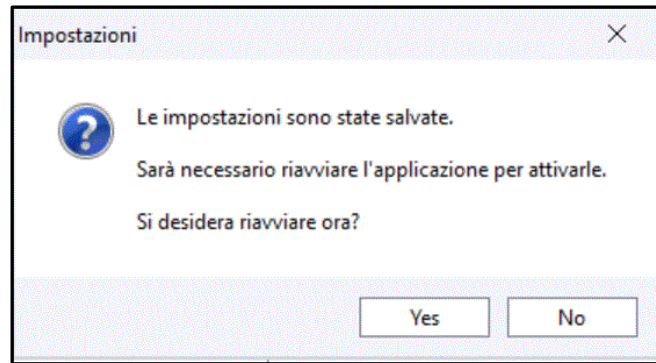 Impostazioni
Le impostazioni sono state salvate.
Sarà necessario riavviare l'applicazione per attivarle.
Si desidera riavviare ora?
Yes No